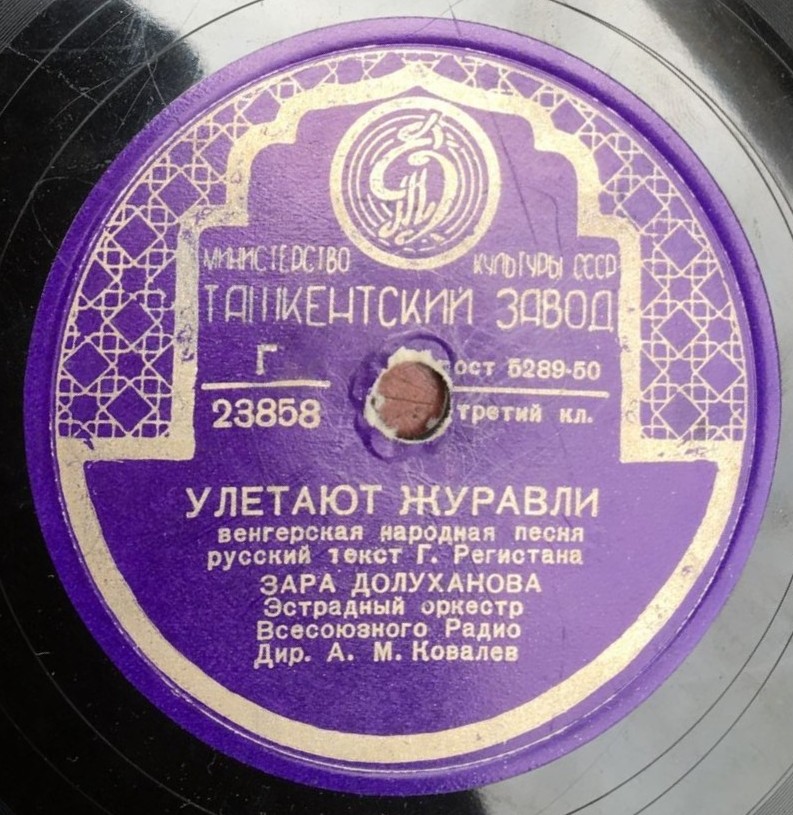 МИНИСТЕРСТВО КУЛЬТУРЫ СССР
ТАШКЕНТСКИЙ ЗАВОД
Г ост 5289-50
23858 третий кл.
УЛЕТАЮТ ЖУРАВЛИ
венгерская народная песня
русский текст Г. Регистана
ЗАРА ДОЛУХАНОВА
Эстрадный оркестр
Всесоюзного Радио
Дир. А. М. Ковалев